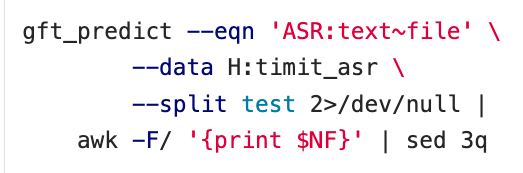 gft_predict --eqn 'ASR:text~file' \
--data H:timit_asr \
--split test 2>/dev/null |
awk -F/ '{print $NF}' | sed 3q